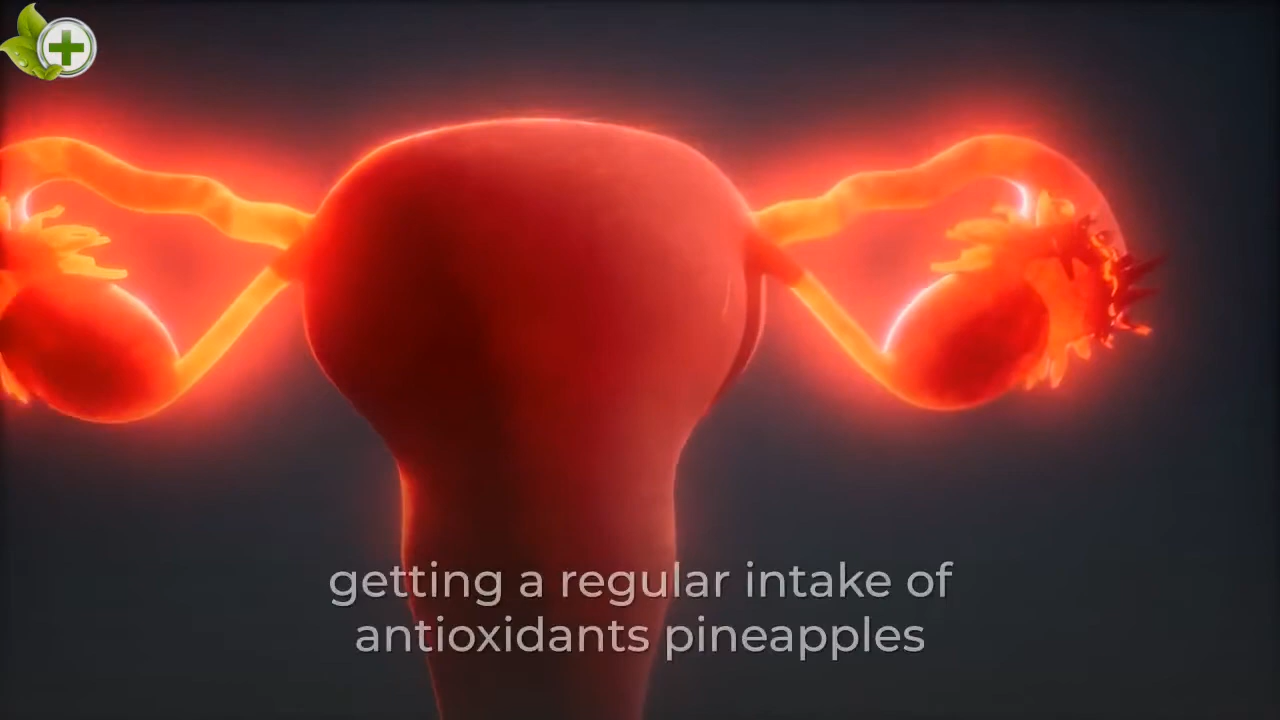 getting a regular intake of
antioxidants pineapples